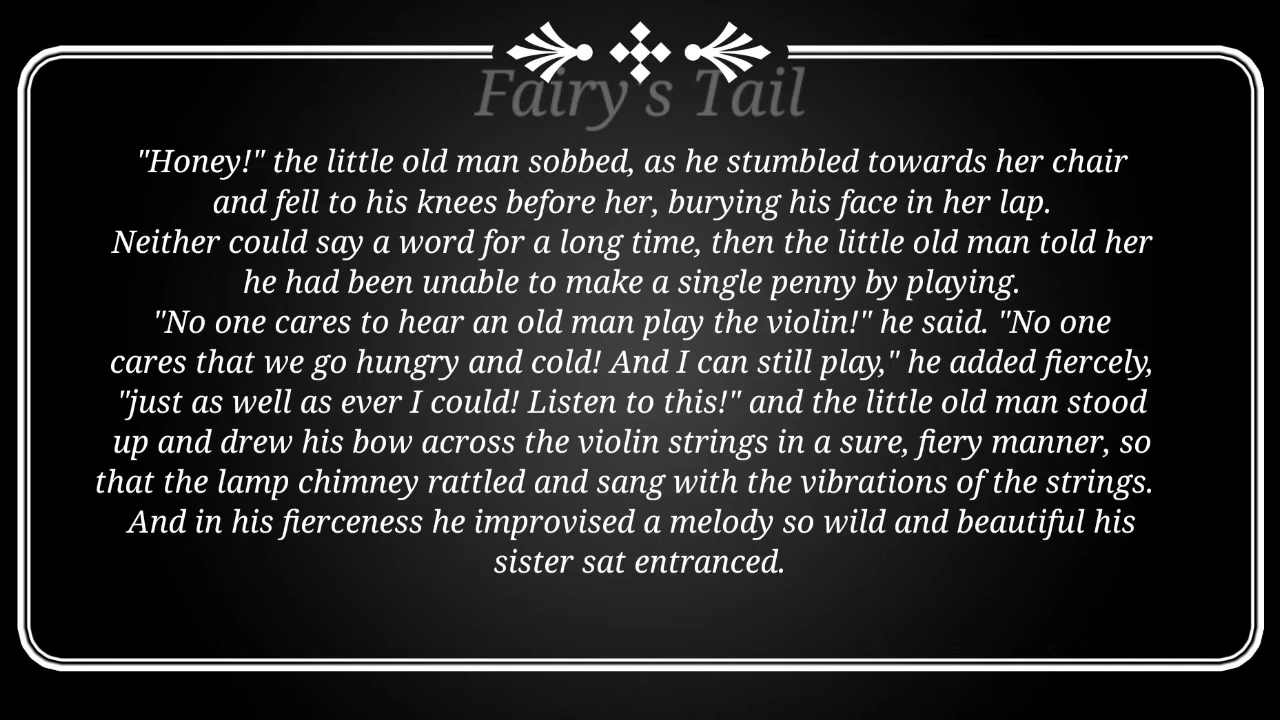 Fairy's Tail
"Honey!" the little old man sobbed, as he stumbled towards her chair
and fell to his knees before her, burying his face in her lap.
Neither could say a word for a long time, then the little old man told her
he had been unable to make a single penny by playing.
"No one cares to hear an old man play the violin!" he said. "No one
cares that we go hungry and cold! And I can still play," he added fiercely,
"just as well as ever I could! Listen to this!" and the little old man stood
up and drew his bow across the violin strings in a sure, fiery manner, so
that the lamp chimney rattled and sang with the vibrations of the strings.
And in his fierceness he improvised a melody so wild and beautiful his
sister sat entranced.